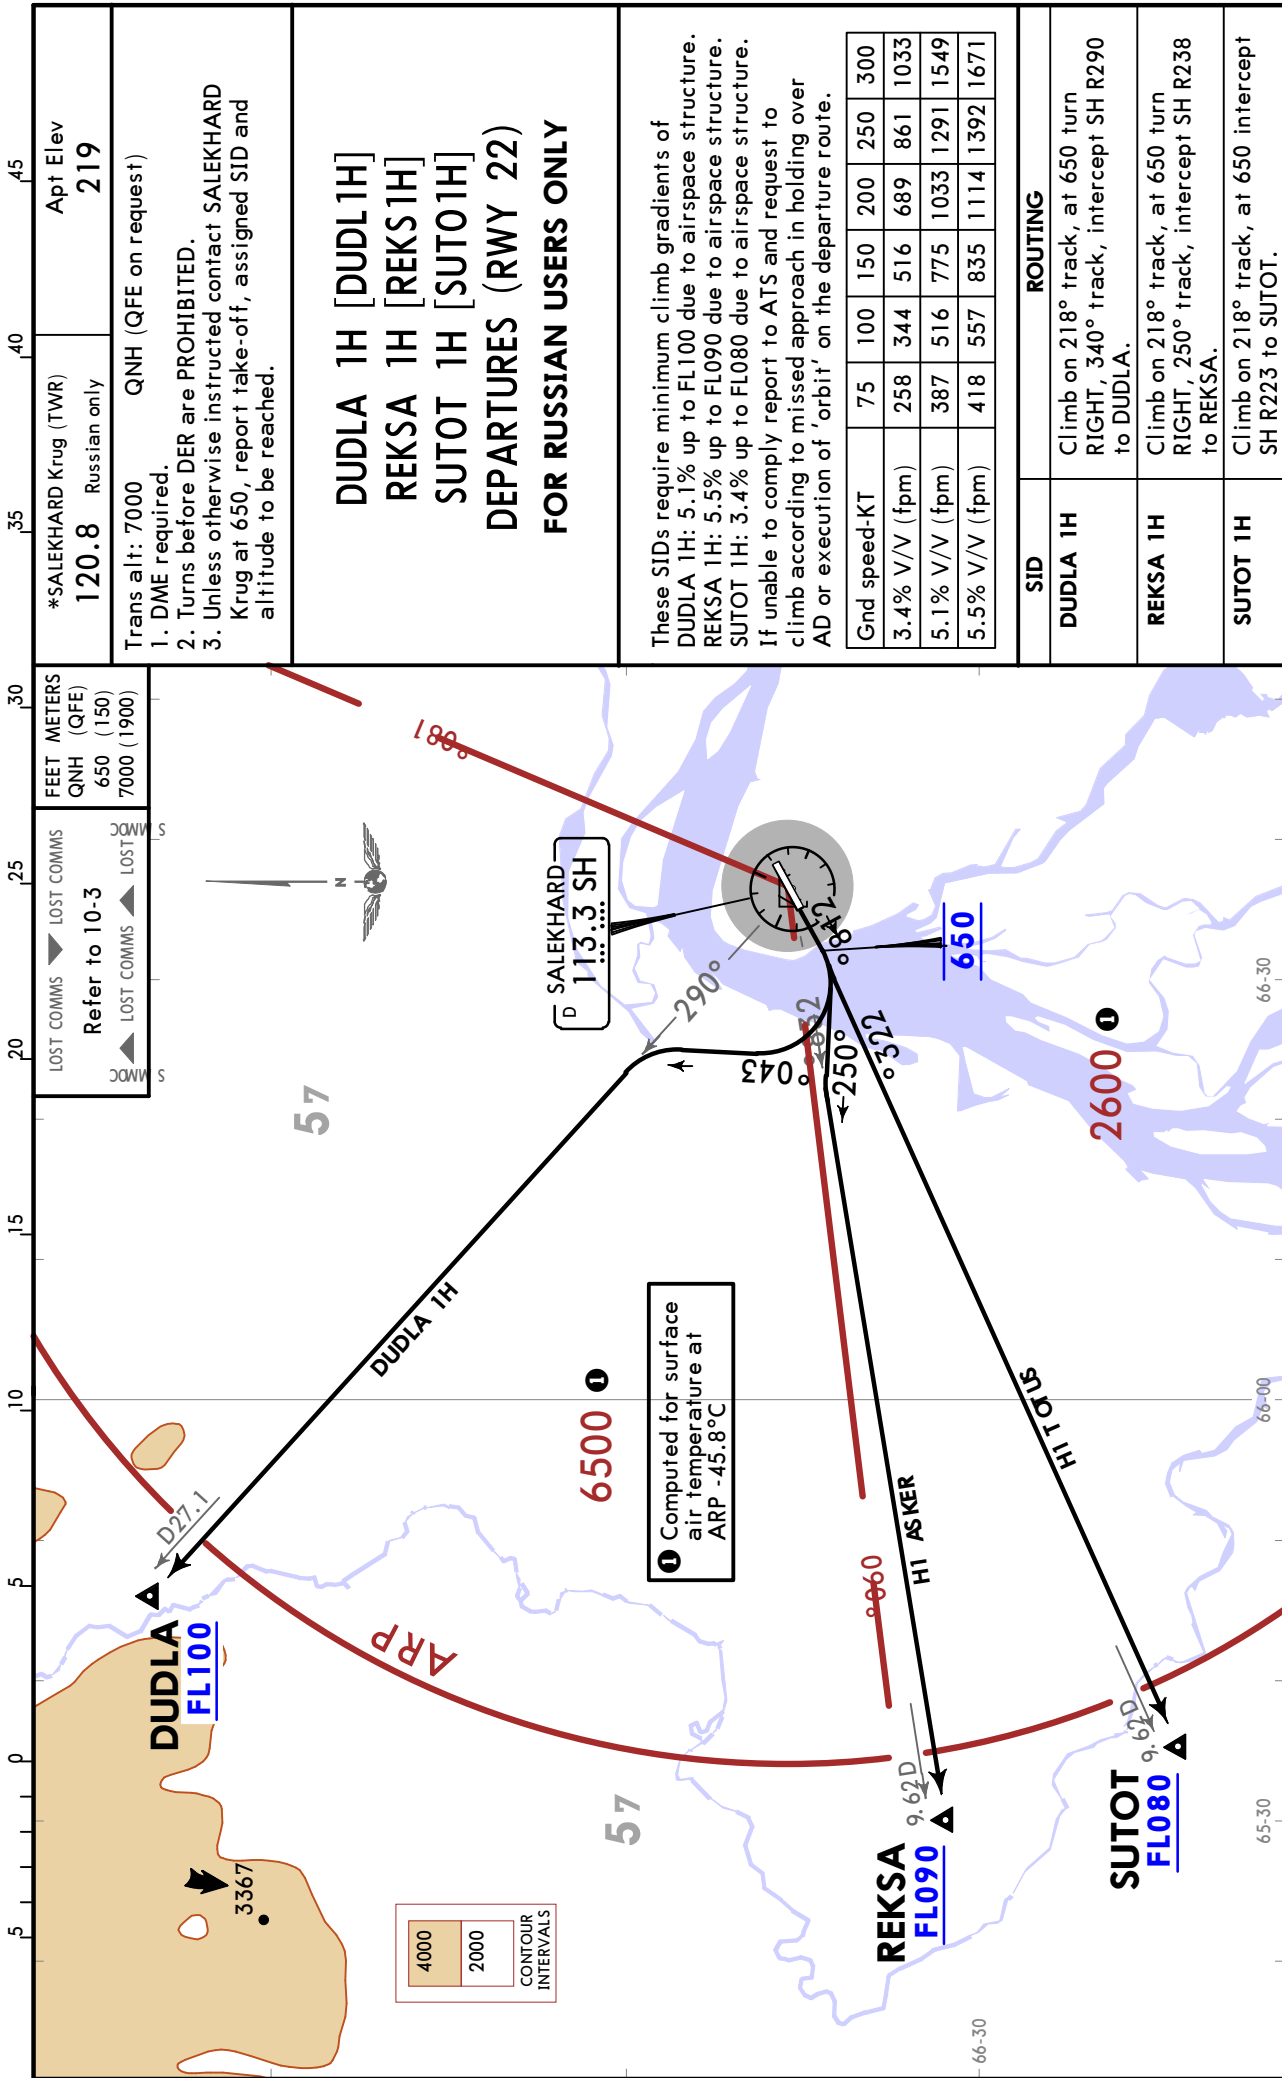 *SALEKHARD Krug (TWR)
120.8 Russian only
Apt Elev
219
Trans alt: 7000 QNH (QFE on request)
1. DME required.
2. Turns before DER are PROHIBITED.
3. Unless otherwise instructed contact SALEKHARD
Krug at 650, report take-off, assigned SID and
altitude to be reached.
DUDLA 1H [DUDL1H]
REKSA 1H [REKS1H]
SUTOT 1H [SUTO1H]
DEPARTURES (RWY 22)
FOR RUSSIAN USERS ONLY
These SIDs require minimum climb gradients of
DUDLA 1H: 5.1% up to FL100 due to airspace structure.
REKSA 1H: 5.5% up to FL090 due to airspace structure.
SUTOT 1H: 3.4% up to FL080 due to airspace structure.
If unable to comply report to ATS and request to
climb according to missed approach in holding over
AD or execution of 'orbit' on the departure route.
Gnd speed-KT 75 100 150 200 250 300
3.4% V/V (fpm) 258 344 516 689 861 1033
5.1% V/V (fpm) 387 516 775 1033 1291 1549
5.5% V/V (fpm) 418 557 835 1114 1392 1671
SID ROUTING
DUDLA 1H
Climb on 218° track, at 650 turn
RIGHT, 340° track, intercept SH R290
to DUDLA.
REKSA 1H
Climb on 218° track, at 650 turn
RIGHT, 250° track, intercept SH R238
to REKSA.
SUTOT 1H
Climb on 218° track, at 650 intercept
SH R223 to SUTOT.
5 0 5 10 15 20 25 30 35 40 45
LOST COMMS LOST COMMS
Refer to 10-3
LOST COMMS LOST COMMS
FEET METERS
QNH (QFE)
650 (150)
7000 (1900)
N
57
D SALEKHARD
113.3 SH
081°
290°
340°
250°
650
2600 1
DUDLA 1H
6500 1
1 Computed for surface
air temperature at
ARP -45.8°C
D27.1
DUDLA
FL100
ARP
090°
57
REKSA
FL090
SUTOT
FL080
3367
4000
2000
CONTOUR
INTERVALS
66-30
66-00
65-30
66-30